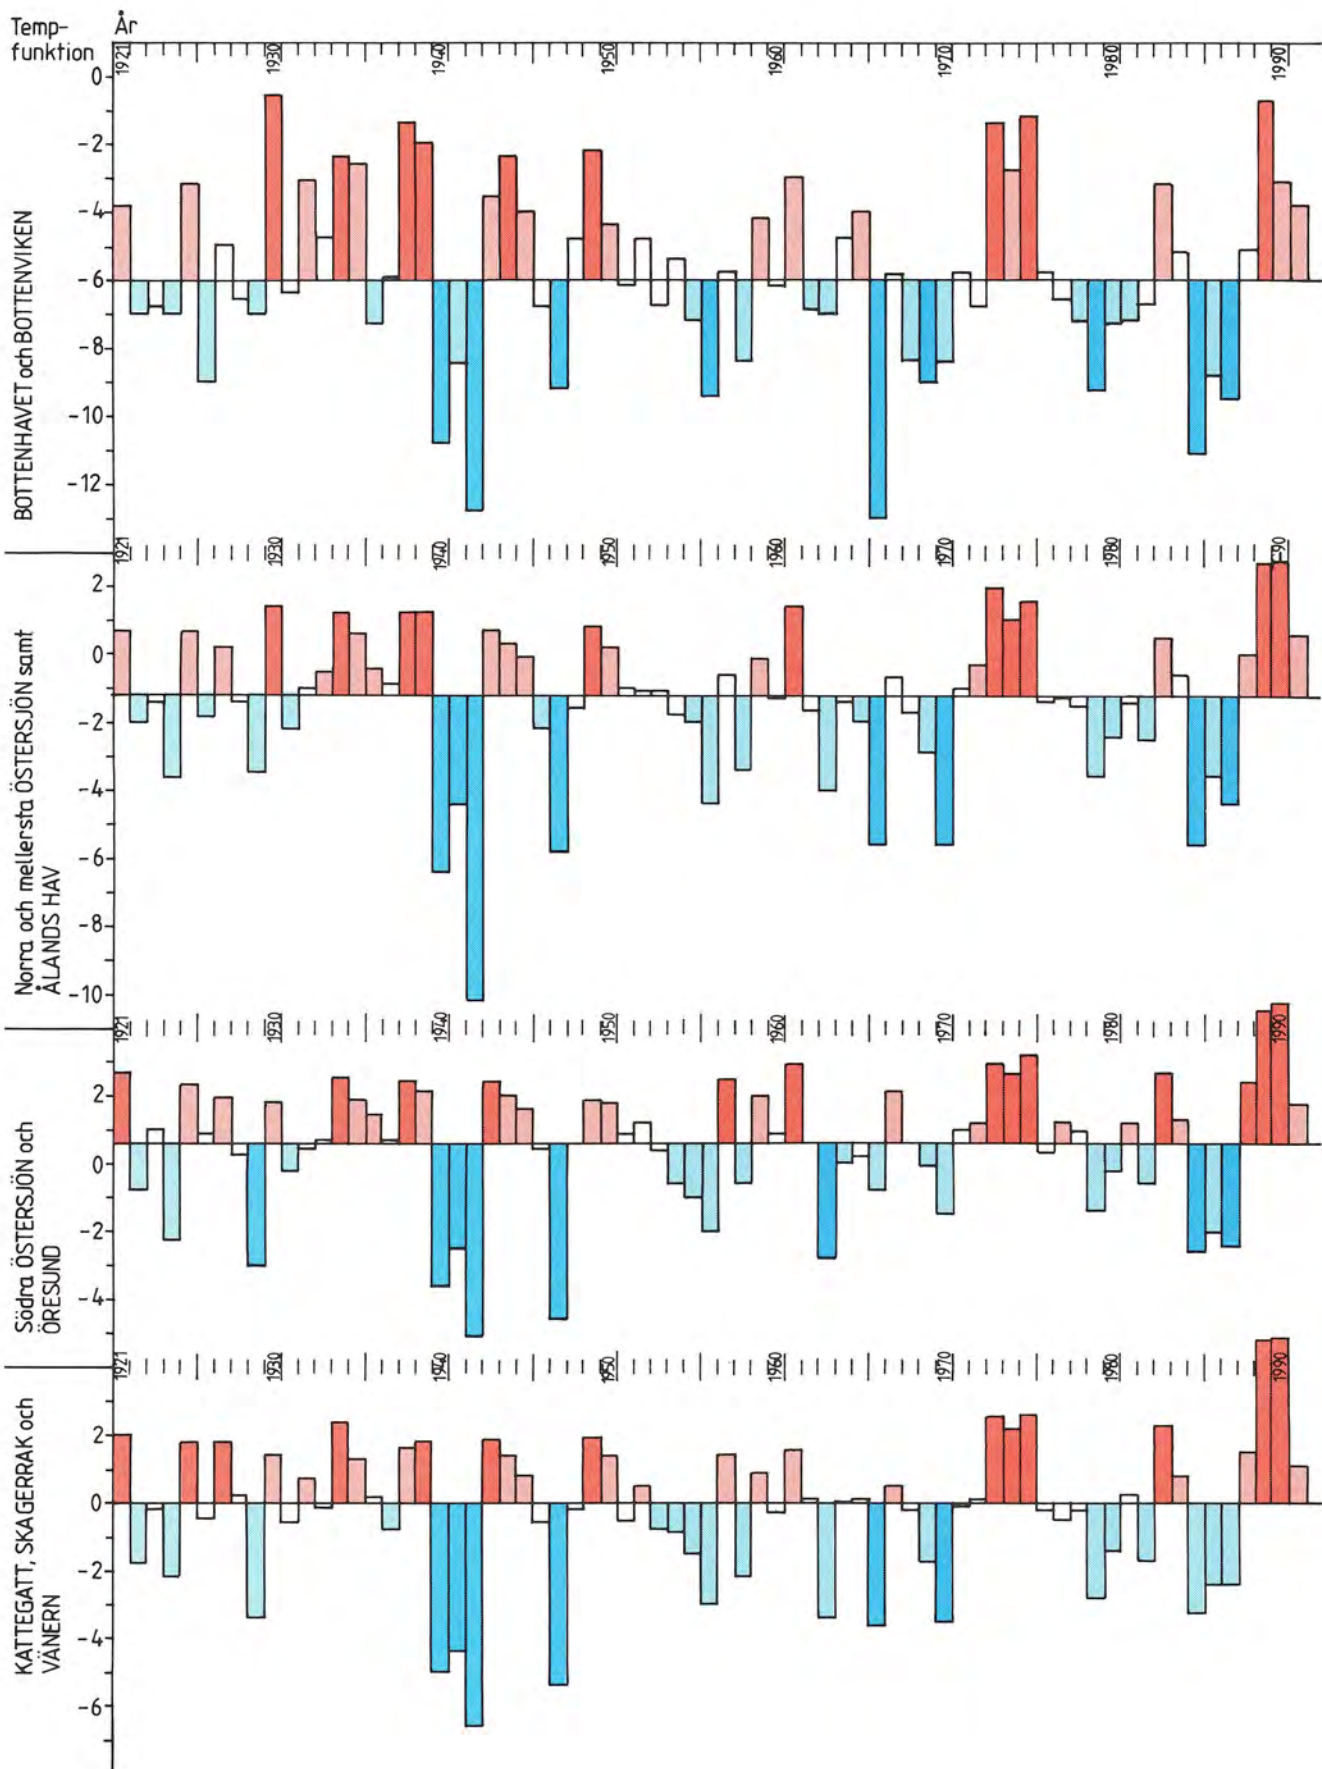 Temp-
funktion
År
1921 1930 1940 1950 1960 1970 1980 1990
BOTTENHAVET och BOTTENVIKEN
0
-2
-4
-6
-8
-10
-12
1921 1930 1940 1950 1960 1970 1980 1990
Norra och mellersta ÖSTERSJÖN samt
ÅLANDS HAV
2
0
-2
-4
-6
-8
-10
1921 1930 1940 1950 1960 1970 1980 1990
Södra ÖSTERSJÖN och
ÖRESUND
2
0
-2
-4
1921 1930 1940 1950 1960 1970 1980 1990
KATTEGATT, SKAGERRAK och
VÄNERN
2
0
-2
-4
-6